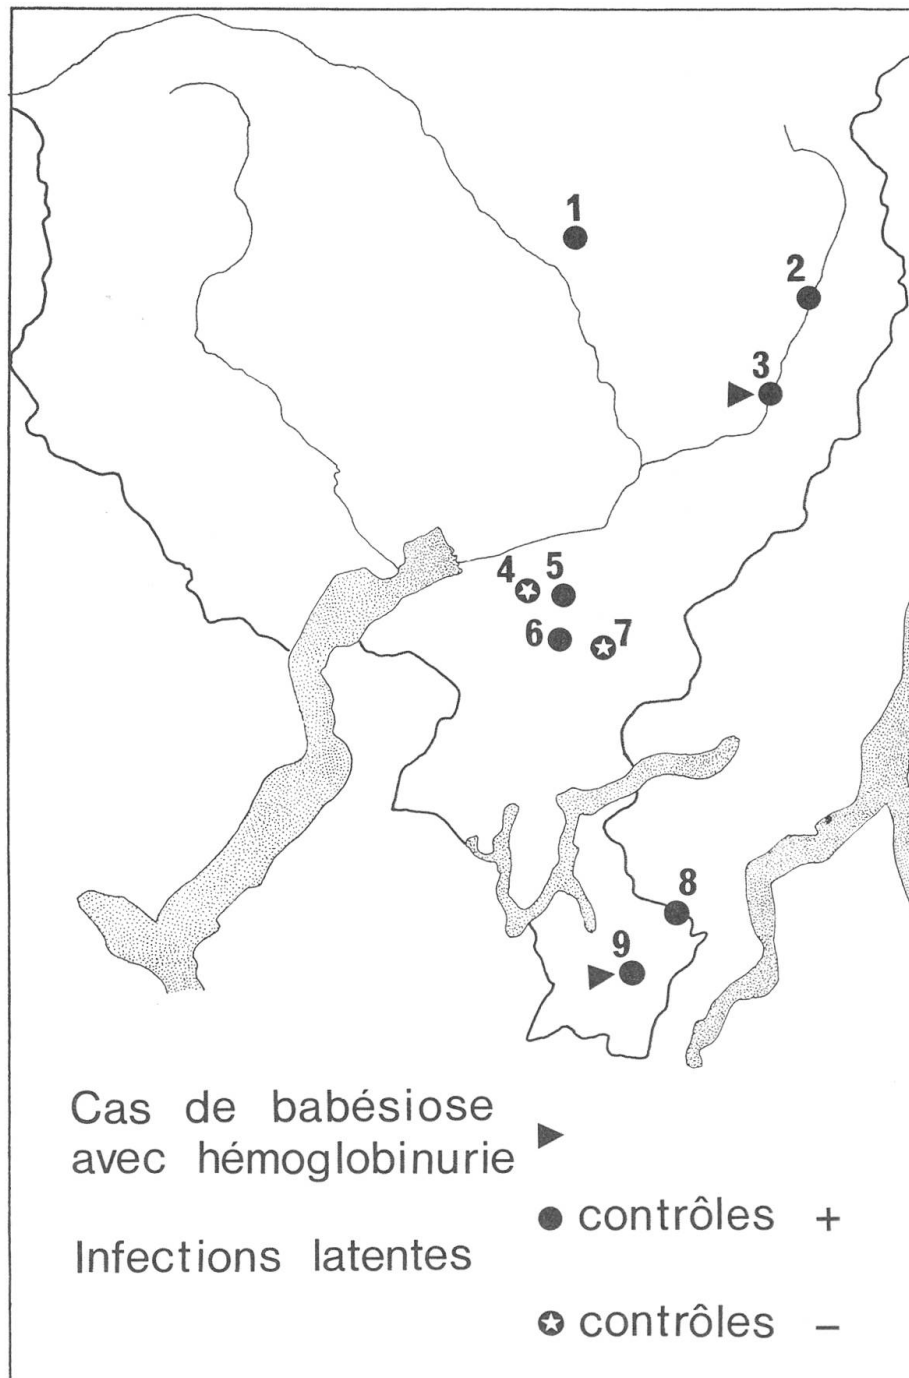 1
2
3
4 5
6 7
8
9
Cas de babésiose
avec hémoglobinurie
contrôles +
Infections latentes
contrôles –